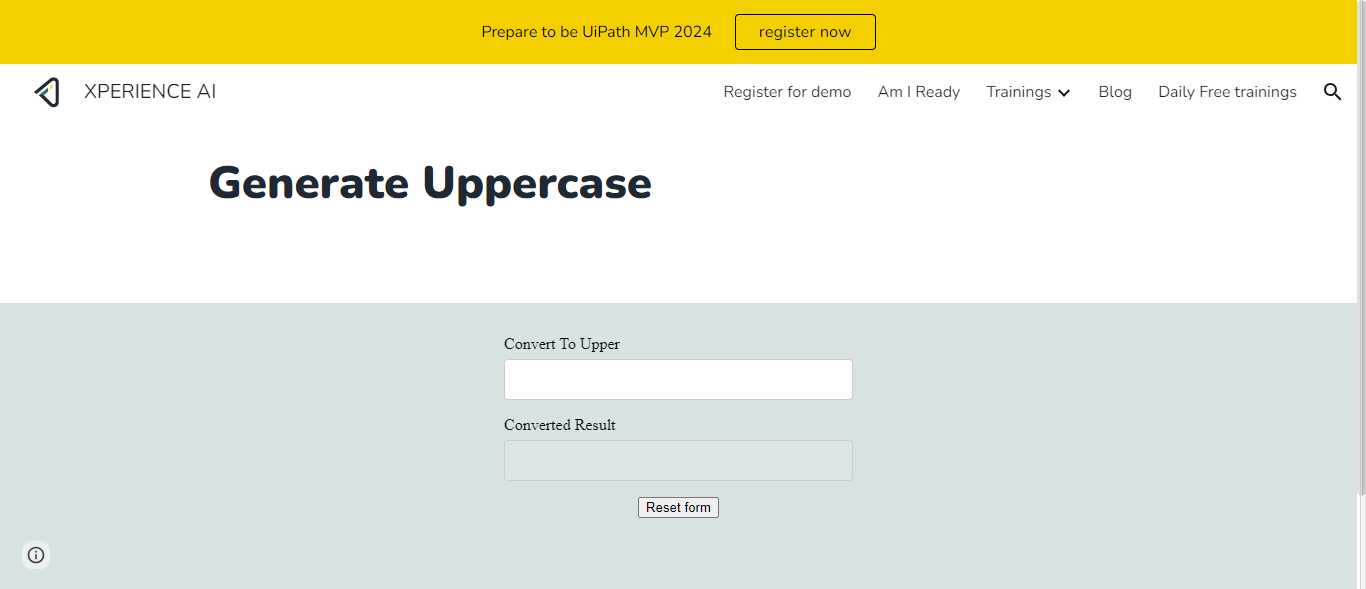 Prepare to be UiPath MVP 2024 register now
XPERIENCE AI Register for demo Am I Ready Trainings Blog Daily Free trainings
Generate Uppercase
Convert To Upper
Converted Result
Reset form